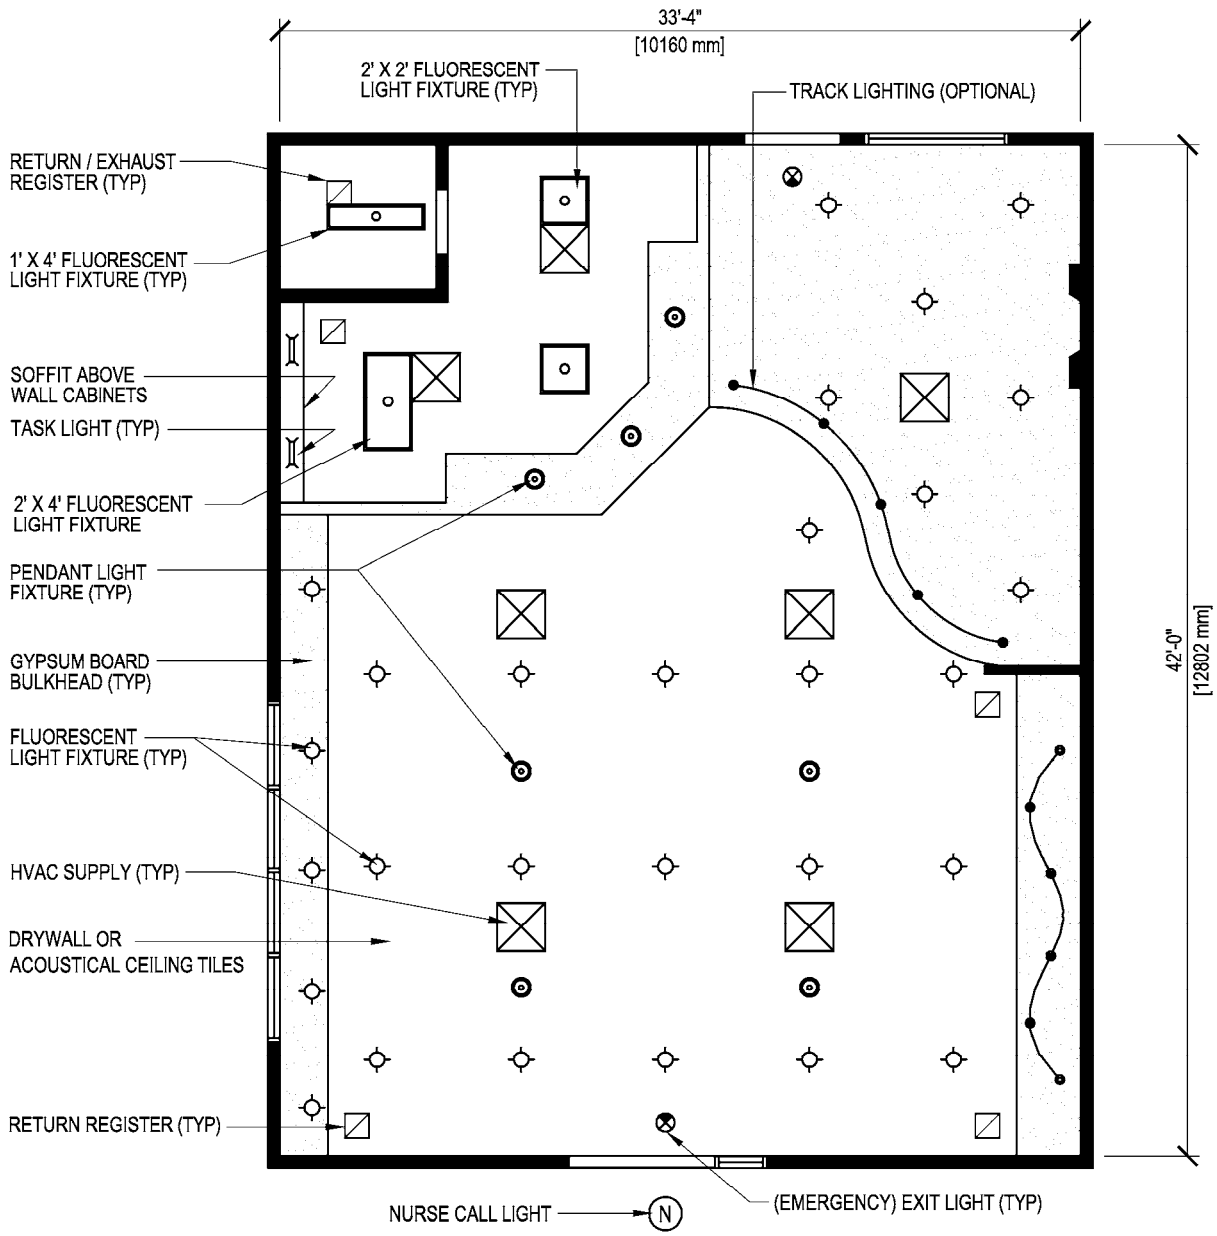 33'-4"
[10160 mm]
2' X 2' FLUORESCENT
LIGHT FIXTURE (TYP)
TRACK LIGHTING (OPTIONAL)
RETURN / EXHAUST
REGISTER (TYP)
1' X 4' FLUORESCENT
LIGHT FIXTURE (TYP)
SOFFIT ABOVE
WALL CABINETS
TASK LIGHT (TYP)
2' X 4' FLUORESCENT
LIGHT FIXTURE
PENDANT LIGHT
FIXTURE (TYP)
GYPSUM BOARD
BULKHEAD (TYP)
42'-0"
[12802 mm]
FLUORESCENT
LIGHT FIXTURE (TYP)
HVAC SUPPLY (TYP)
DRYWALL OR
ACOUSTICAL CEILING TILES
RETURN REGISTER (TYP)
(EMERGENCY) EXIT LIGHT (TYP)
NURSE CALL LIGHT
N